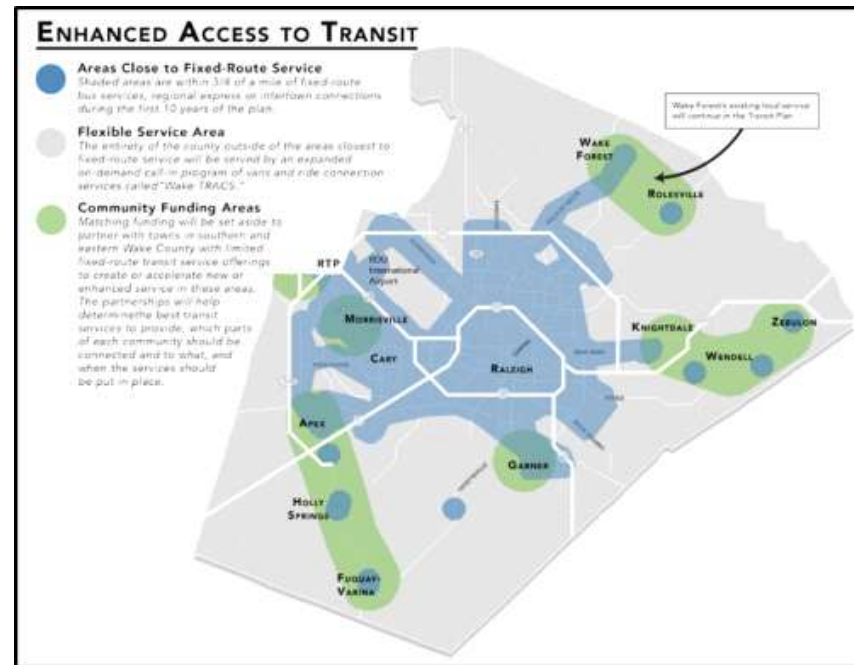 ENHANCED ACCESS TO TRANSIT
Areas Close to Fixed-Route Service
Shaded areas are within 3/4 of a mile of fixed-route
bus services, regional express or intertown connections
during the first 10 years of the plan.
Flexible Service Area
The entirety of the county outside of the areas closest to
fixed-route service will be served by an expanded
on-demand call-in program of vans and ride connection
services called "Wake TRACS."
Community Funding Areas
Matching funding will be set aside to
partner with towns in southern and
eastern Wake County with limited
fixed-route transit service offerings
to create or accelerate new or
enhanced service in these areas.
The partnerships will help
determinethe best transit
services to provide, which parts
of each community should be
connected and to what, and
when the services should
be put in place.
Wake Forest's existing local service
will continue in the Transit Plan
WAKE
FOREST
ROLESVILLE
RTP
RDU
International
Airport
MORRISVILLE
CARY
RALEIGH
KNIGHTDALE
ZEBULON
WENDELL
APEX
GARNER
HOLLY
SPRINGS
FUQUAY-
VARINA